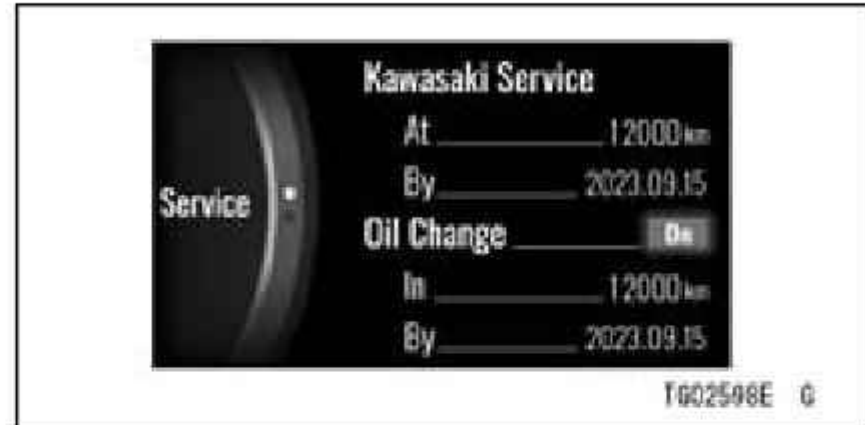 Kawasaki Service
At 12000 km
By 2023.09.15
Service
Oil Change On
In 12000 km
By 2023.09.15
TG02598E G